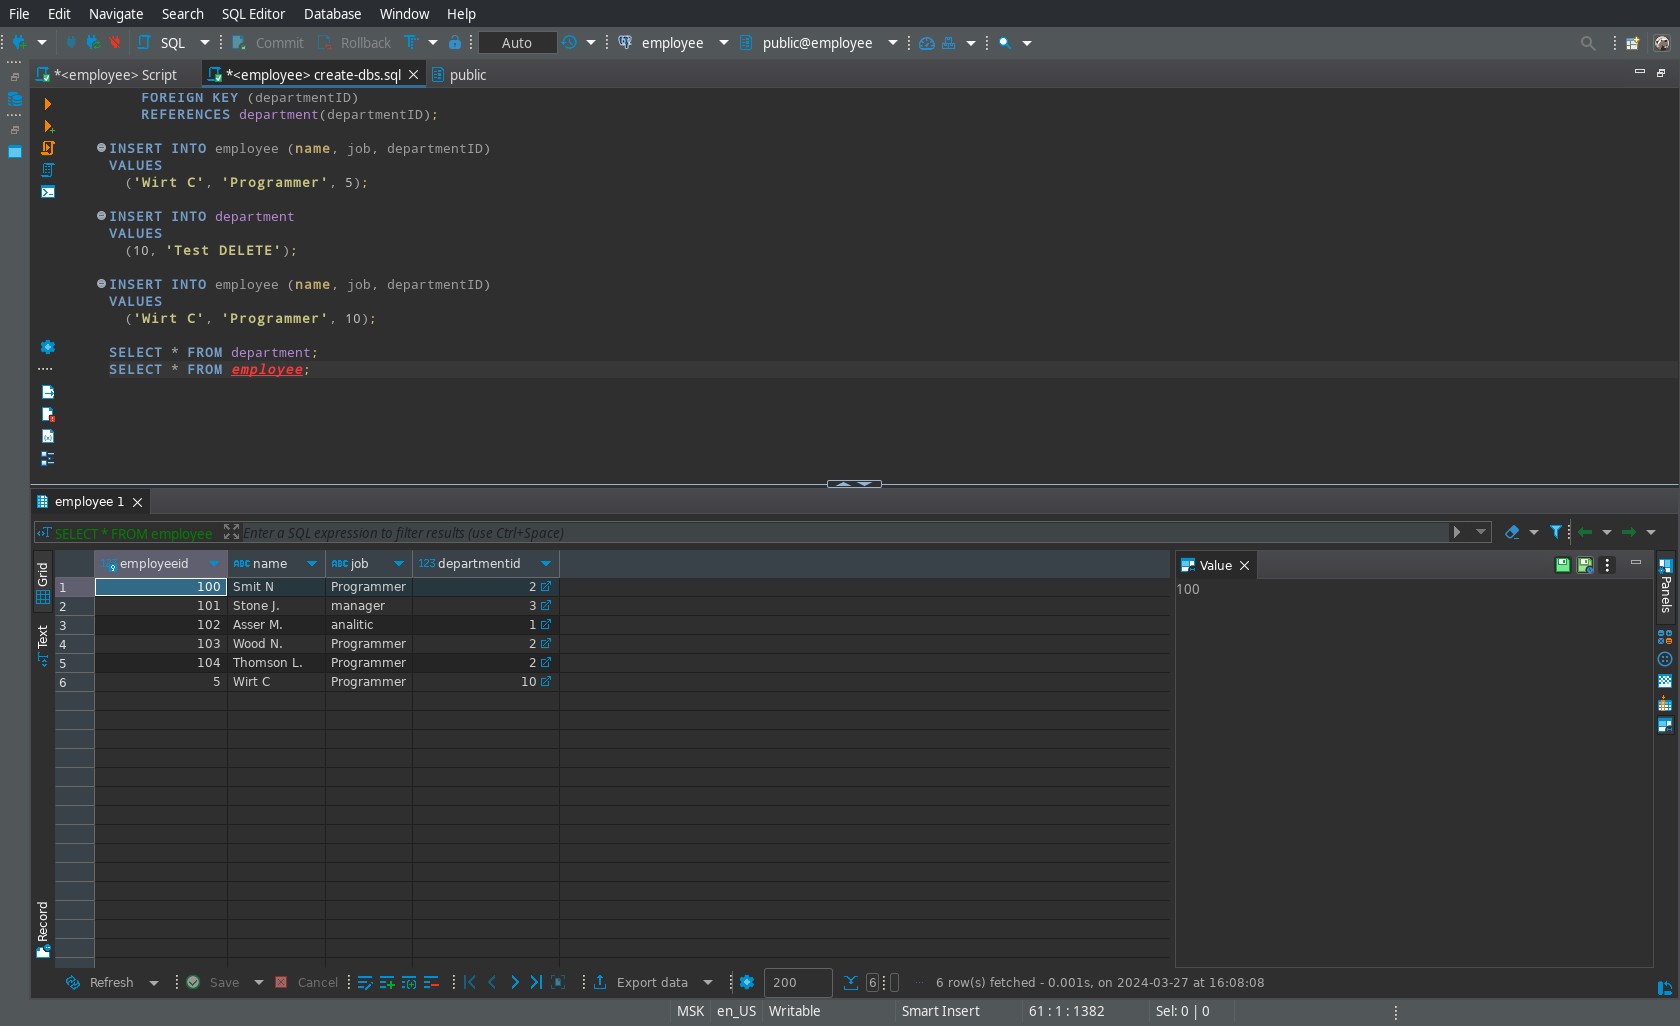 File Edit Navigate Search SQL Editor Database Window Help
SQL Commit Rollback Auto employee public@employee
*<employee> Script *<employee> create-dbs.sql public
FOREIGN KEY (departmentID)
REFERENCES department(departmentID);
INSERT INTO employee (name, job, departmentID)
VALUES
('Wirt C', 'Programmer', 5);
INSERT INTO department
VALUES
(10, 'Test DELETE');
INSERT INTO employee (name, job, departmentID)
VALUES
('Wirt C', 'Programmer', 10);
SELECT * FROM department;
SELECT * FROM employee;
employee 1
SELECT * FROM employee Enter a SQL expression to filter results (use Ctrl+Space)
Grid
Text
Record
123 employeeid ABC name ABC job 123 departmentid
1 100 Smit N Programmer 2
2 101 Stone J. manager 3
3 102 Asser M. analitic 1
4 103 Wood N. Programmer 2
5 104 Thomson L. Programmer 2
6 5 Wirt C Programmer 10
Value
100
Panels
Refresh Save Cancel Export data 200 6 6 row(s) fetched - 0.001s, on 2024-03-27 at 16:08:08
MSK en_US Writable Smart Insert 61 : 1 : 1382 Sel: 0 | 0